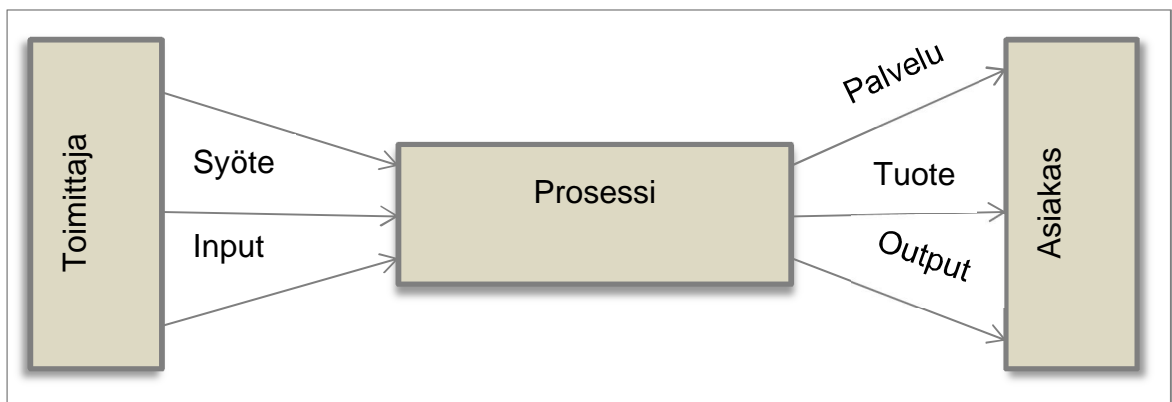 Toimittaja
Syöte
Input
Prosessi
Palvelu
Tuote
Output
Asiakas